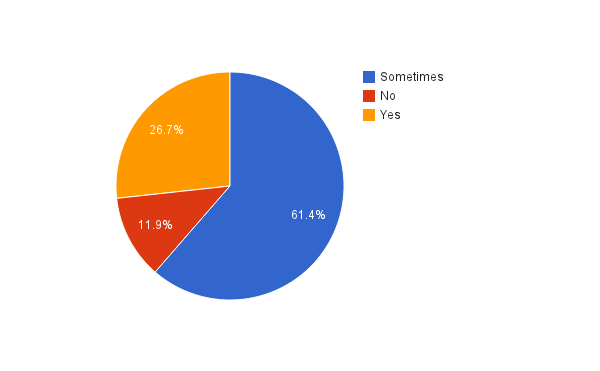 Sometimes
No
Yes
26.7%
61.4%
11.9%